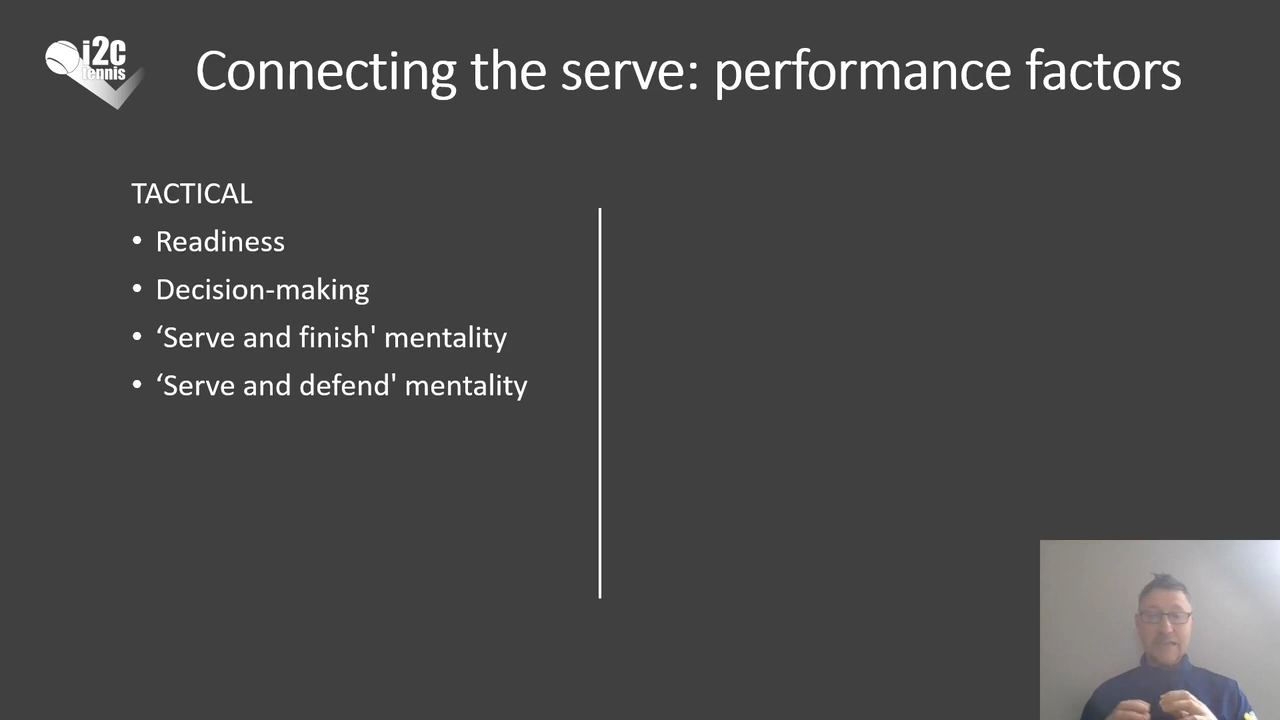 i2c
tennis
Connecting the serve: performance factors
TACTICAL
• Readiness
• Decision-making
• ‘Serve and finish' mentality
• ‘Serve and defend' mentality